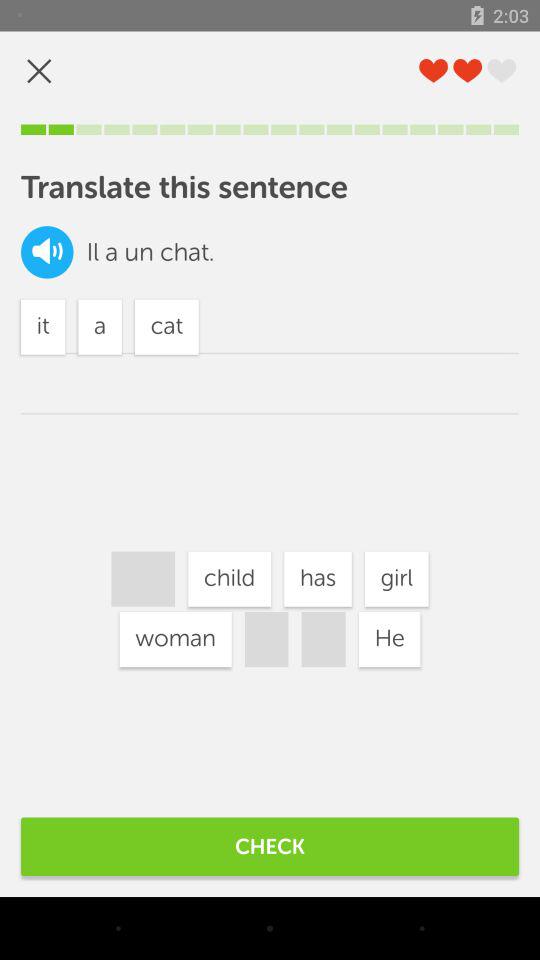 2:03
Translate this sentence
Il a un chat.
it a cat
child has girl
woman He
CHECK